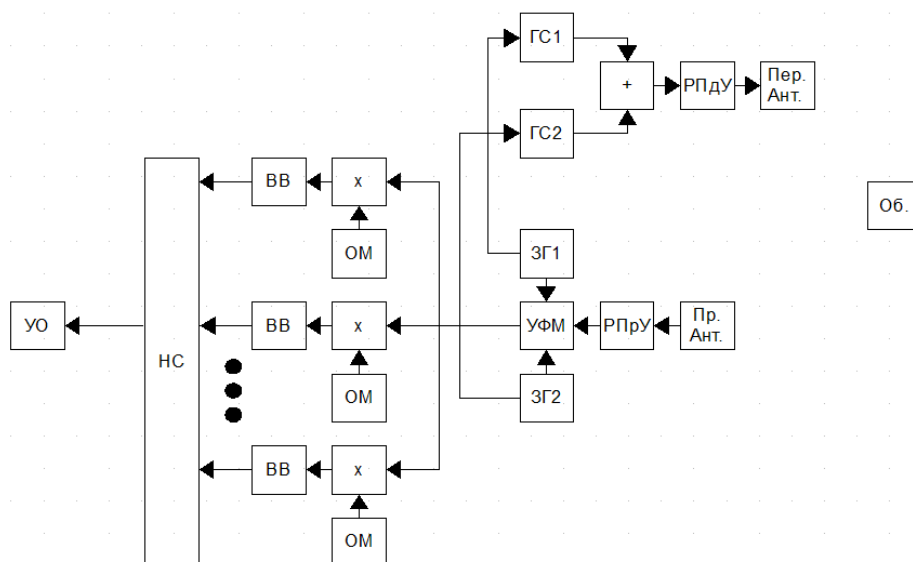 ГС1
+
РПдУ
Пер.
Ант.
ГС2
ВВ
х
Об.
ОМ
ЗГ1
УО
ВВ
х
УФМ
РПрУ
Пр.
Ант.
НС
ОМ
ЗГ2
ВВ
х
ОМ